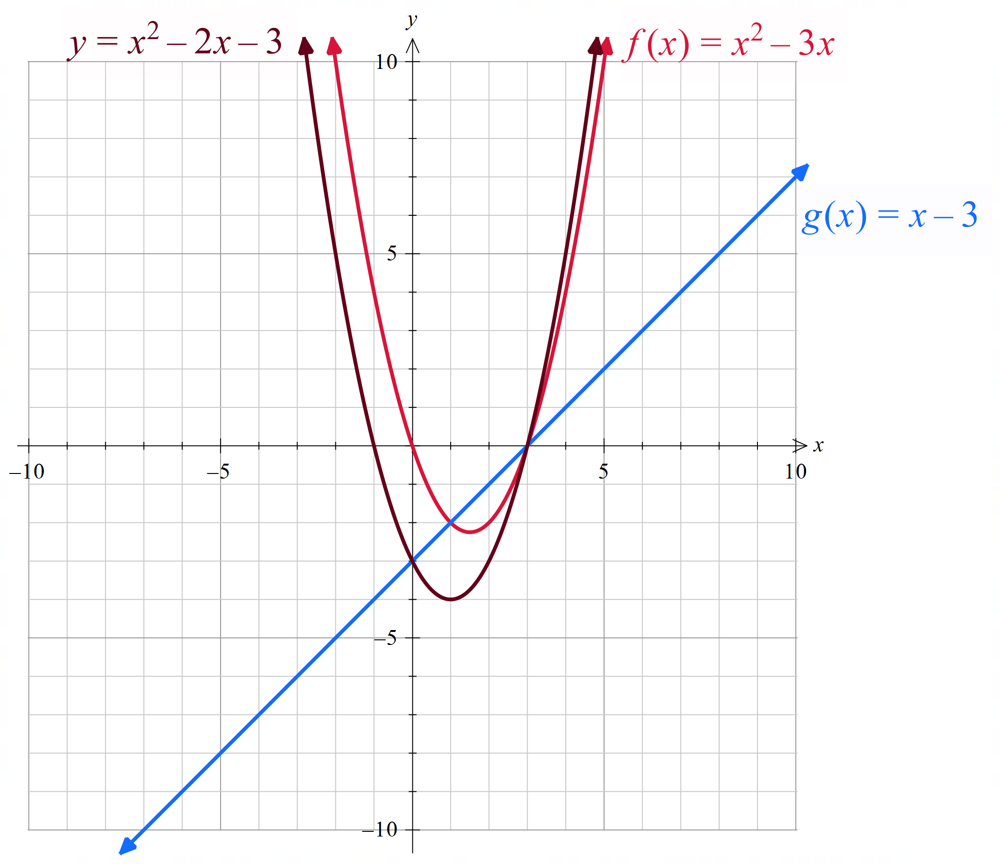 y
y = x² – 2x – 3
f(x) = x² – 3x
10
g(x) = x – 3
5
x
–10
–5
5
10
–5
–10